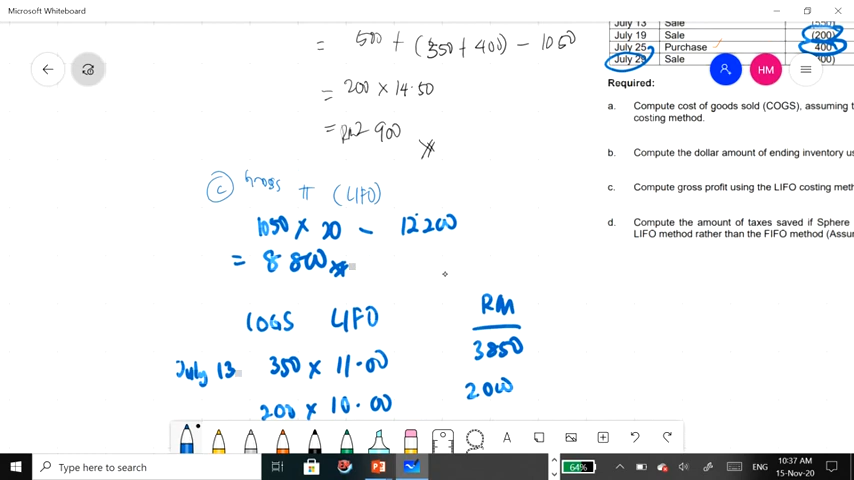 Microsoft Whiteboard
= 500 + (350 + 400) - 1050
= 200 × 14.50
= RM2 900
July 13 Sale
July 19 Sale (200)
July 25 Purchase 400
Sale
HM
Required:
a. Compute cost of goods sold (COGS), assuming t
costing method.
b. Compute the dollar amount of ending inventory us
c. Compute gross profit using the LIFO costing meth
d. Compute the amount of taxes saved if Sphere
LIFO method rather than the FIFO method (Assu
c Gross π (LIFO)
1050 × 20 - 12 200
= 8 800
COGS LIFO RM
July 13 350 × 11.00 3850
200 × 10.00 2000
A
Type here to search
64%
ENG
10:37 AM
15-Nov-20